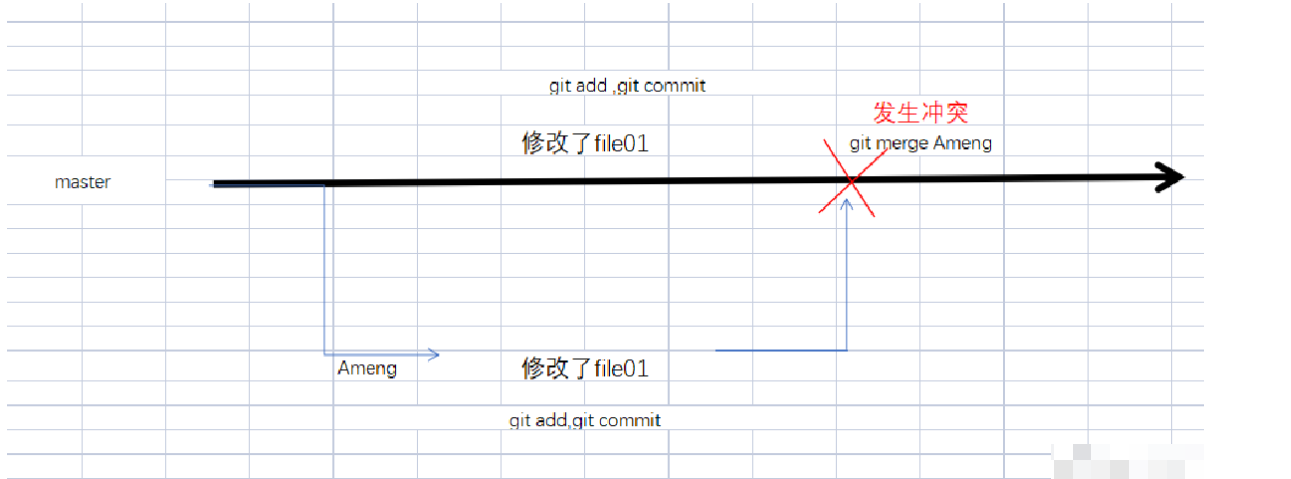 git add ,git commit
发生冲突
修改了file01
git merge Ameng
master
Ameng
修改了file01
git add,git commit